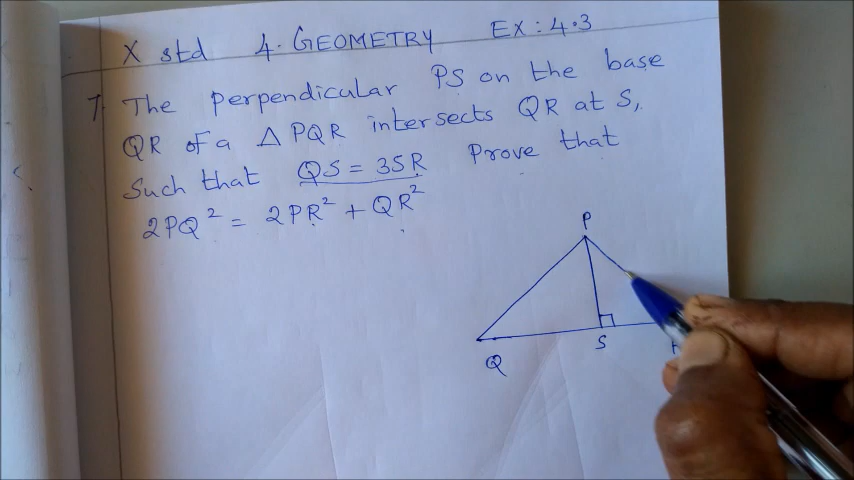 X std 4. GEOMETRY EX : 4.3
7. The perpendicular PS on the base
QR of a △ PQR intersects QR at S,
Such that QS = 3SR Prove that
2PQ² = 2PR² + QR²
P
Q
S